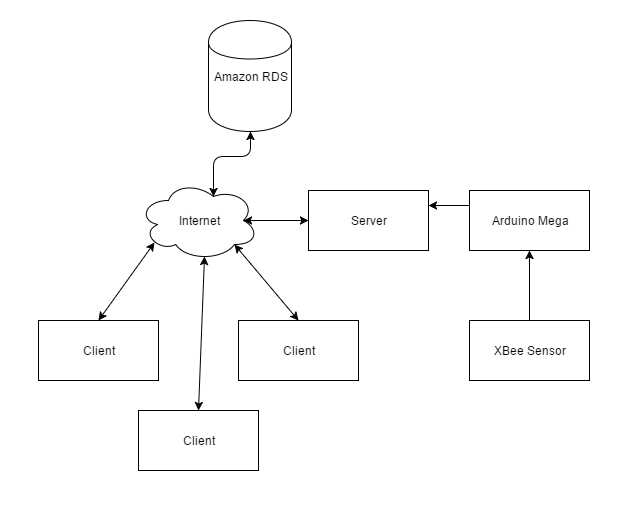 Amazon RDS
Internet
Server
Arduino Mega
Client
Client
XBee Sensor
Client